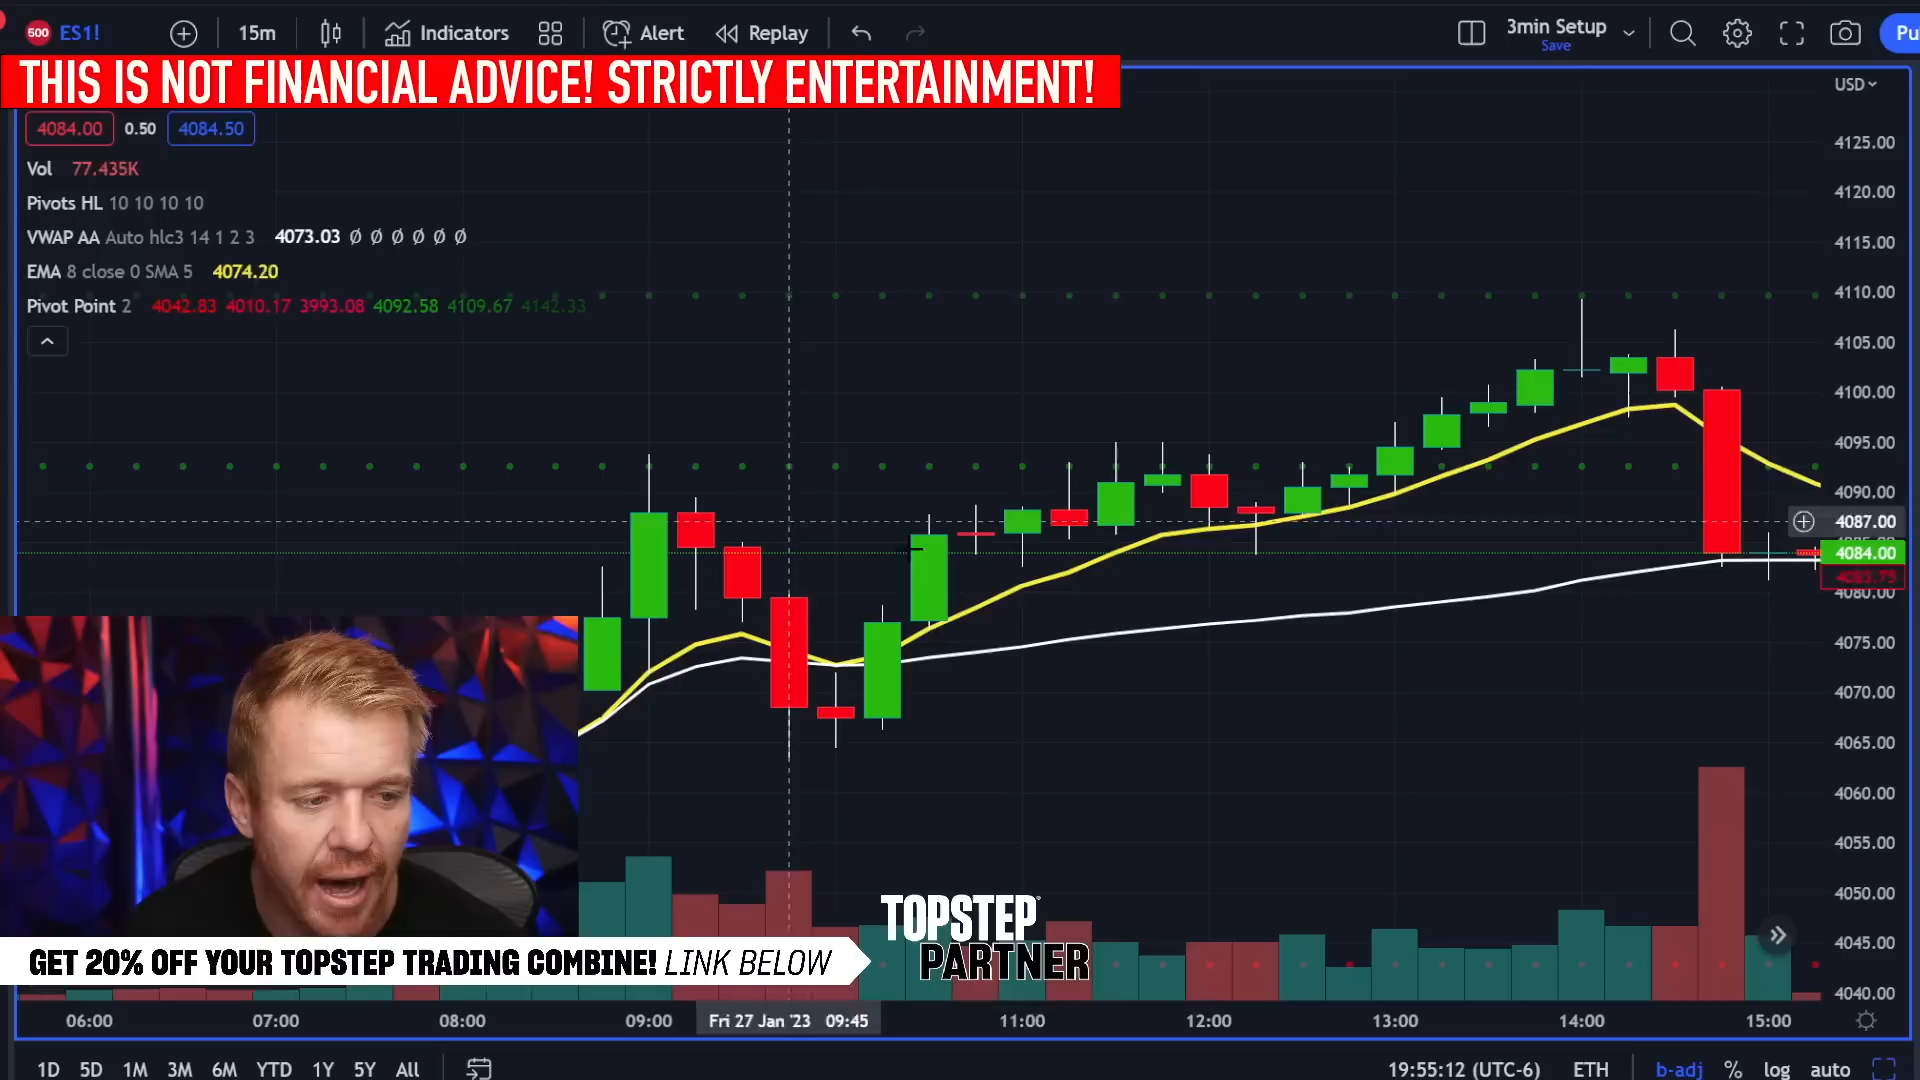 500 ES1! 15m Indicators Alert Replay 3min Setup Save Pu
THIS IS NOT FINANCIAL ADVICE! STRICTLY ENTERTAINMENT!
USD
4084.00 0.50 4084.50
Vol 77.435K
Pivots HL 10 10 10 10
VWAP AA Auto hlc3 14 1 2 3 4073.03 Ø Ø Ø Ø Ø Ø
EMA 8 close 0 SMA 5 4074.20
Pivot Point 2 4042.83 4010.17 3993.08 4092.58 4109.67 4142.33
4125.00
4120.00
4115.00
4110.00
4105.00
4100.00
4095.00
4090.00
4087.00
4084.00
4083.75
4080.00
4075.00
4070.00
4065.00
4060.00
4055.00
4050.00
4045.00
4040.00
TOPSTEP
PARTNER
GET 20% OFF YOUR TOPSTEP TRADING COMBINE! LINK BELOW
06:00 07:00 08:00 09:00 Fri 27 Jan '23 09:45 11:00 12:00 13:00 14:00 15:00
1D 5D 1M 3M 6M YTD 1Y 5Y All 19:55:12 (UTC-6) ETH b-adj % log auto